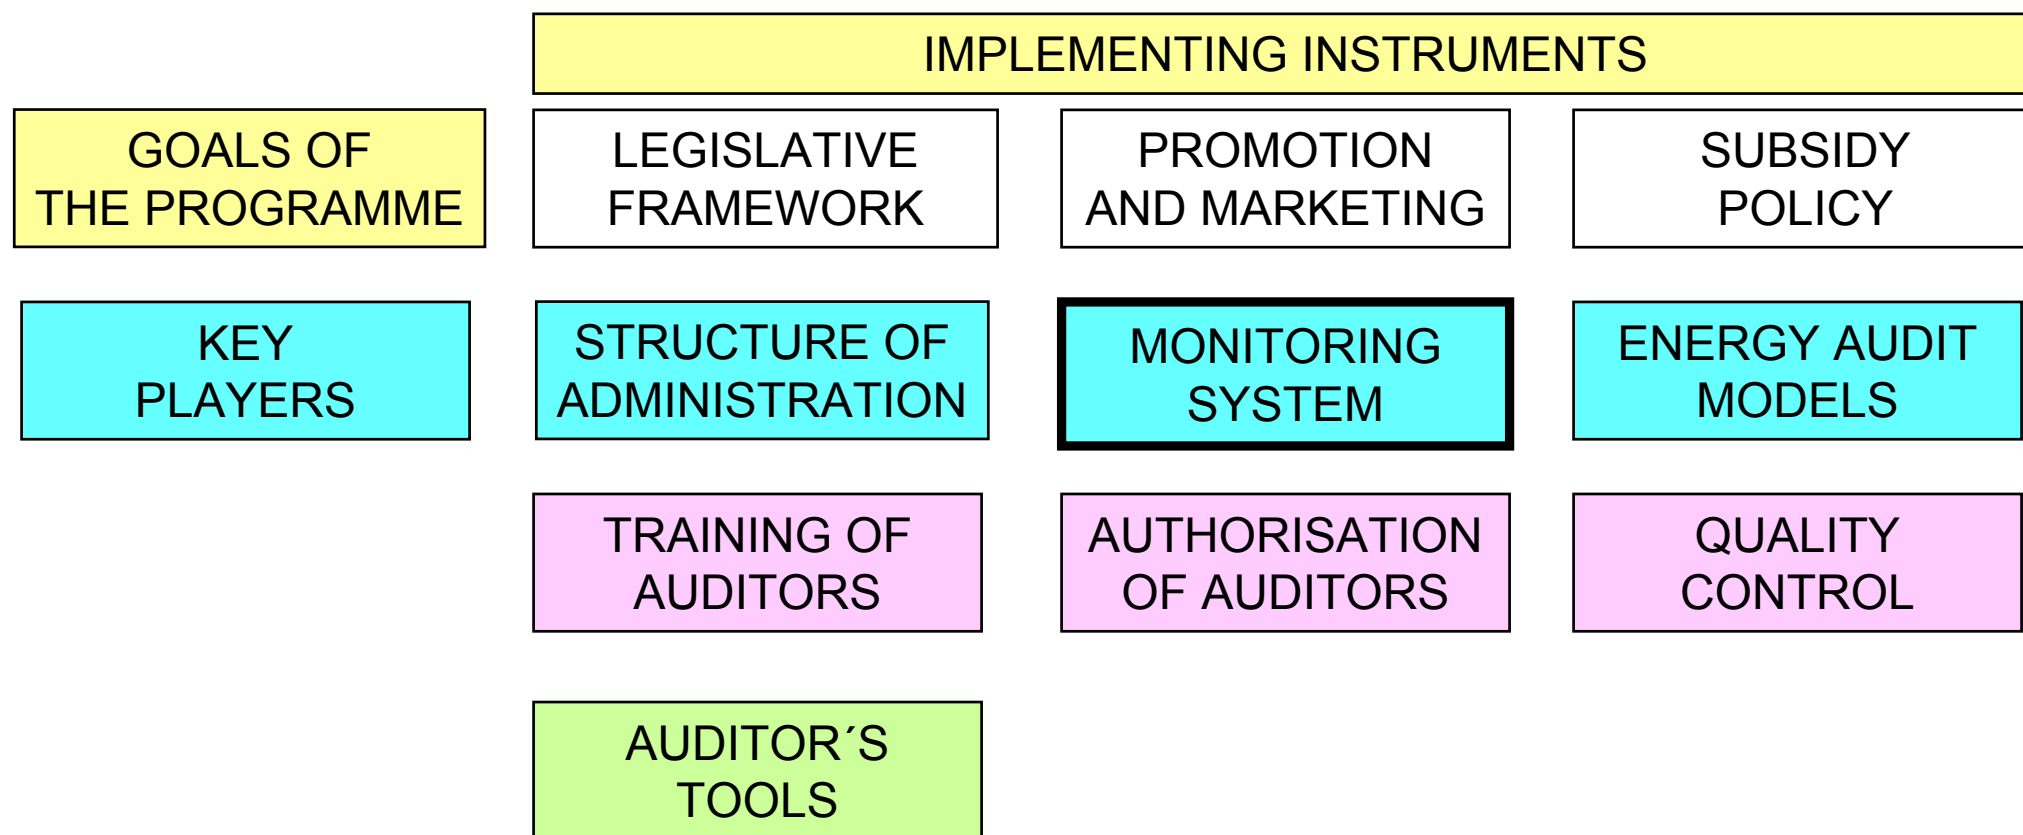 IMPLEMENTING INSTRUMENTS
GOALS OF
THE PROGRAMME
LEGISLATIVE
FRAMEWORK
PROMOTION
AND MARKETING
SUBSIDY
POLICY
KEY
PLAYERS
STRUCTURE OF
ADMINISTRATION
MONITORING
SYSTEM
ENERGY AUDIT
MODELS
TRAINING OF
AUDITORS
AUTHORISATION
OF AUDITORS
QUALITY
CONTROL
AUDITOR´S
TOOLS